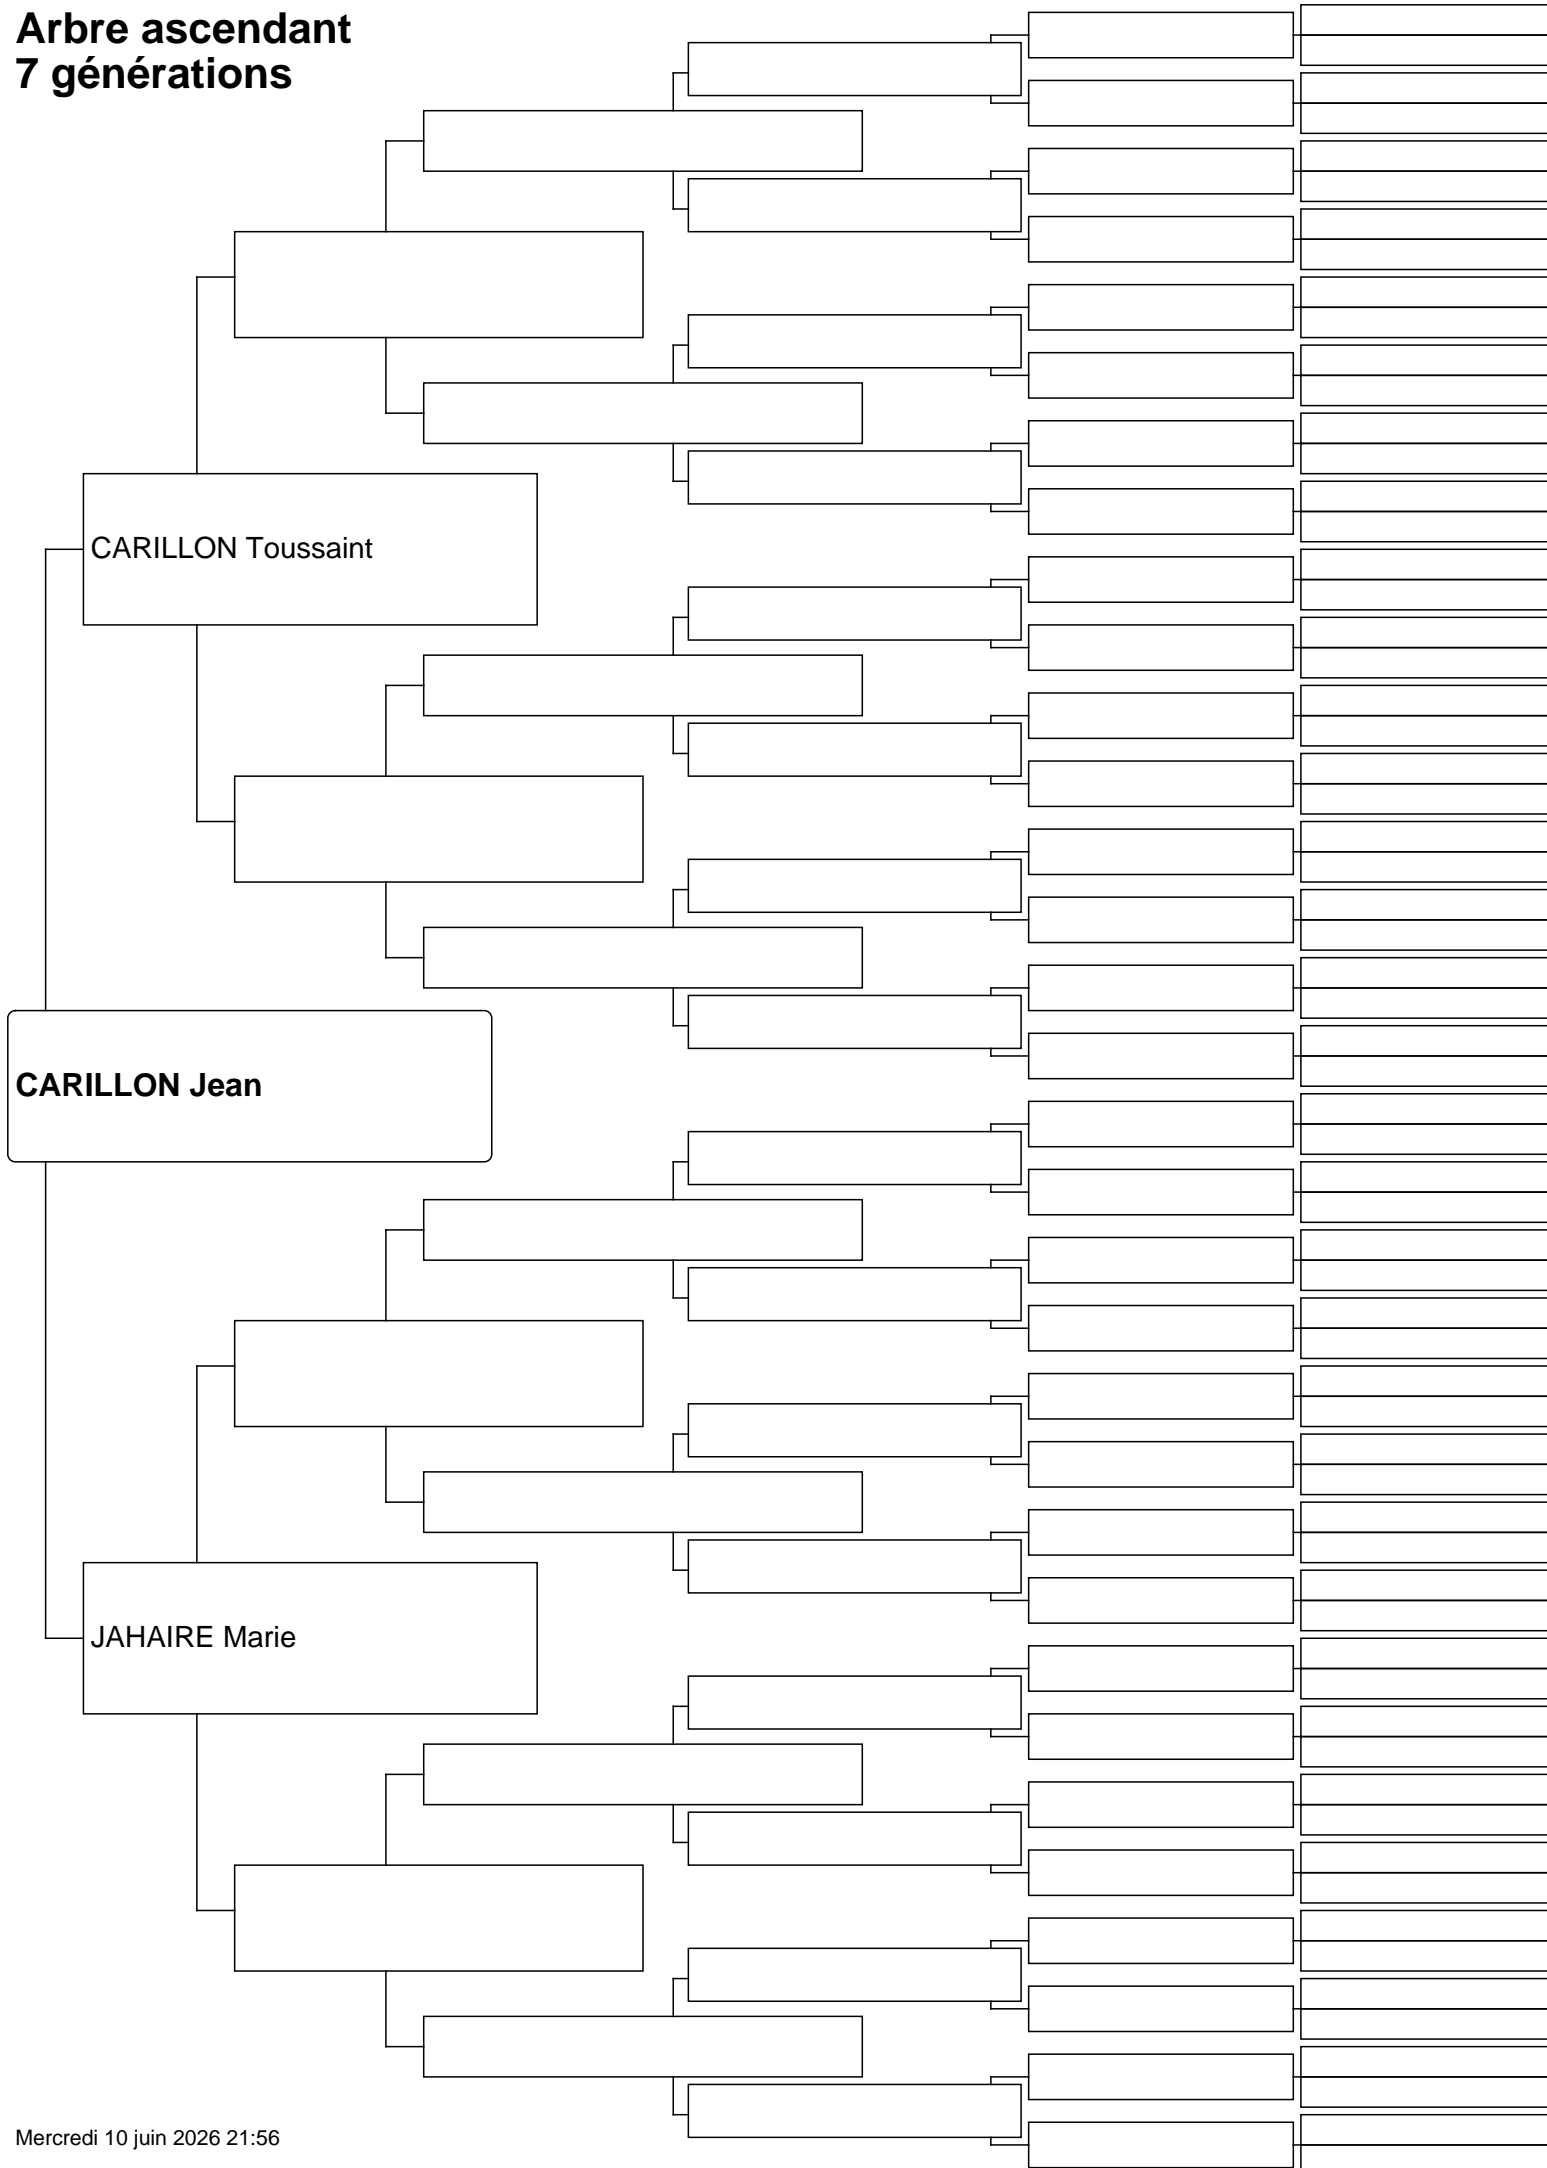 Arbre ascendant
7 générations
CARILLON Toussaint
CARILLON Jean
JAHAIRE Marie
Mercredi 10 juin 2026 21:56